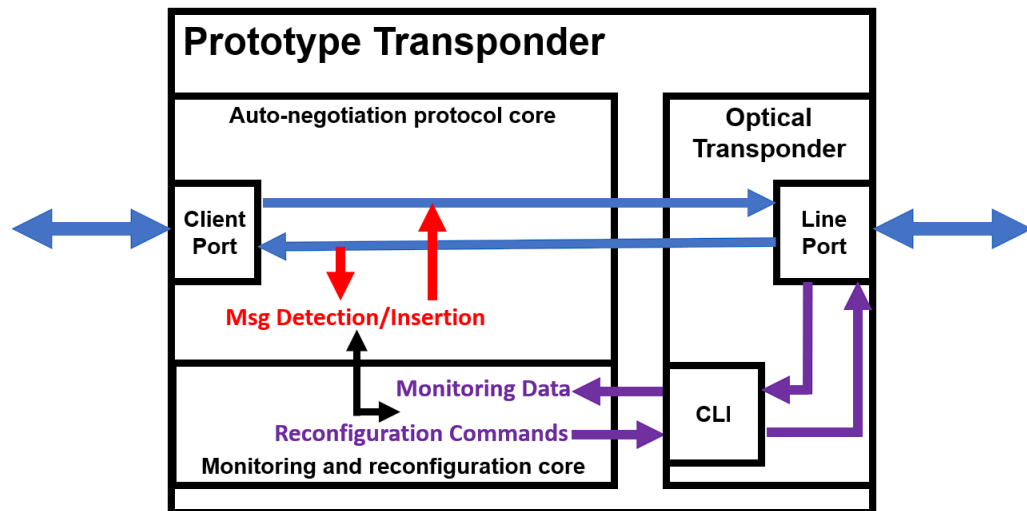 Prototype Transponder
Auto-negotiation protocol core
Optical
Transponder
Client
Port
Line
Port
Msg Detection/Insertion
Monitoring Data
CLI
Reconfiguration Commands
Monitoring and reconfiguration core